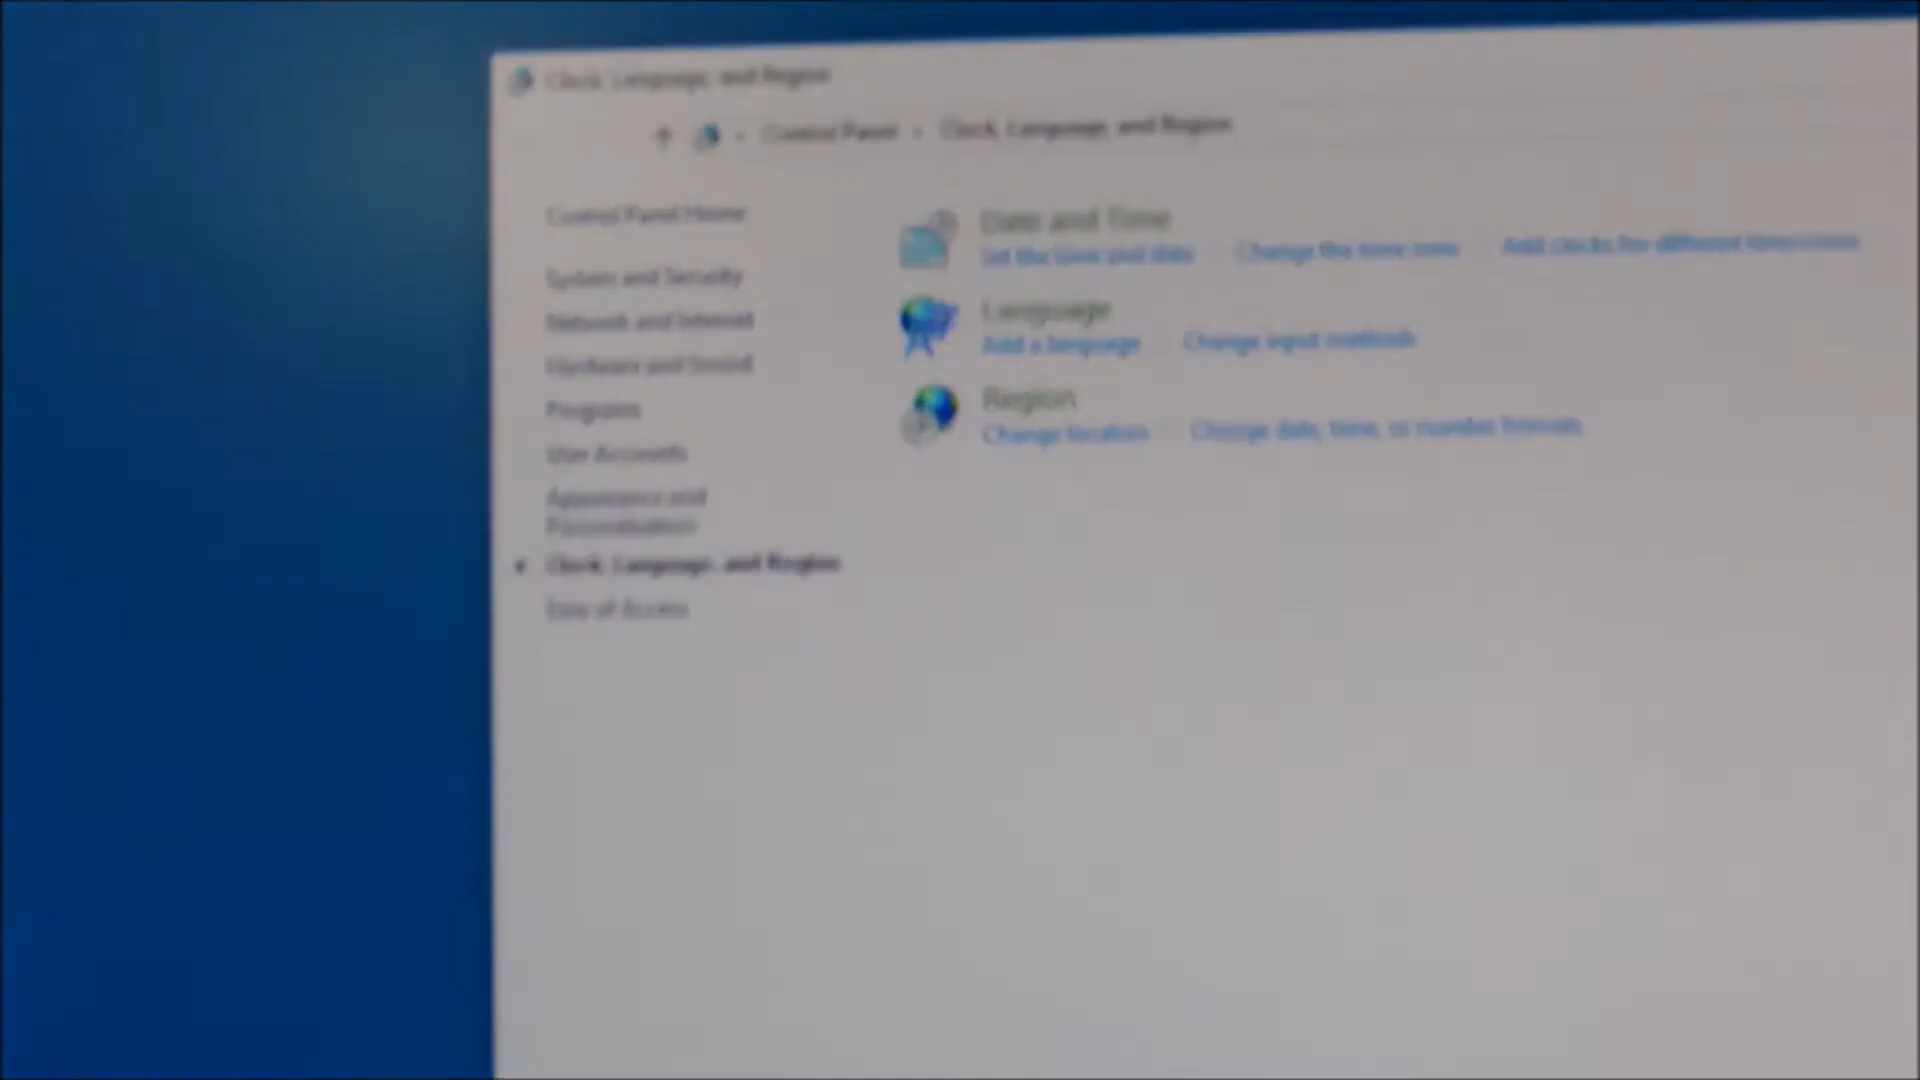 Clock, Language, and Region
Control Panel › Clock, Language, and Region
Control Panel Home
System and Security
Network and Internet
Hardware and Sound
Programs
User Accounts
Appearance and
Personalization
Clock, Language, and Region
Ease of Access
Date and Time
Set the time and date Change the time zone Add clocks for different time zones
Language
Add a language Change input methods
Region
Change location Change date, time, or number formats